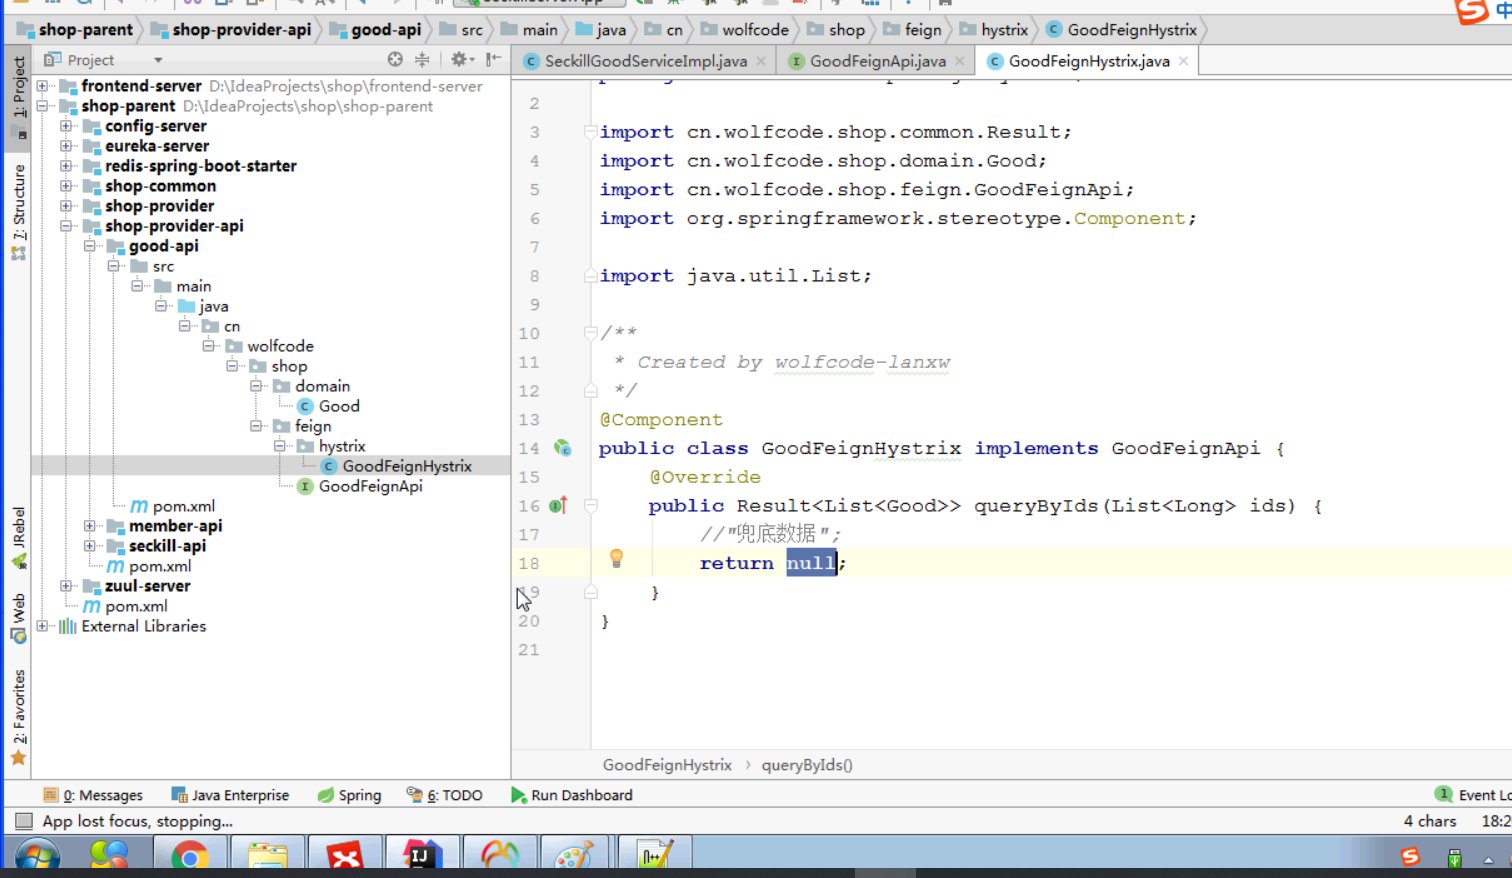 shop-parent shop-provider-api good-api src main java cn wolfcode shop feign hystrix GoodFeignHystrix
1: Project
7: Structure
JRebel
Web
2: Favorites
Project
frontend-server D:\IdeaProjects\shop\frontend-server
shop-parent D:\IdeaProjects\shop\shop-parent
config-server
eureka-server
redis-spring-boot-starter
shop-common
shop-provider
shop-provider-api
good-api
src
main
java
cn
wolfcode
shop
domain
Good
feign
hystrix
GoodFeignHystrix
GoodFeignApi
pom.xml
member-api
seckill-api
pom.xml
zuul-server
pom.xml
External Libraries
SeckillGoodServiceImpl.java GoodFeignApi.java GoodFeignHystrix.java
2
3 import cn.wolfcode.shop.common.Result;
4 import cn.wolfcode.shop.domain.Good;
5 import cn.wolfcode.shop.feign.GoodFeignApi;
6 import org.springframework.stereotype.Component;
7
8 import java.util.List;
9
10 /**
11 * Created by wolfcode-lanxw
12 */
13 @Component
14 public class GoodFeignHystrix implements GoodFeignApi {
15 @Override
16 public Result<List<Good>> queryByIds(List<Long> ids) {
17 //"兜底数据";
18 return null;
19 }
20 }
21
GoodFeignHystrix › queryByIds()
0: Messages Java Enterprise Spring 6: TODO Run Dashboard 1 Event
App lost focus, stopping... 4 chars 18:2